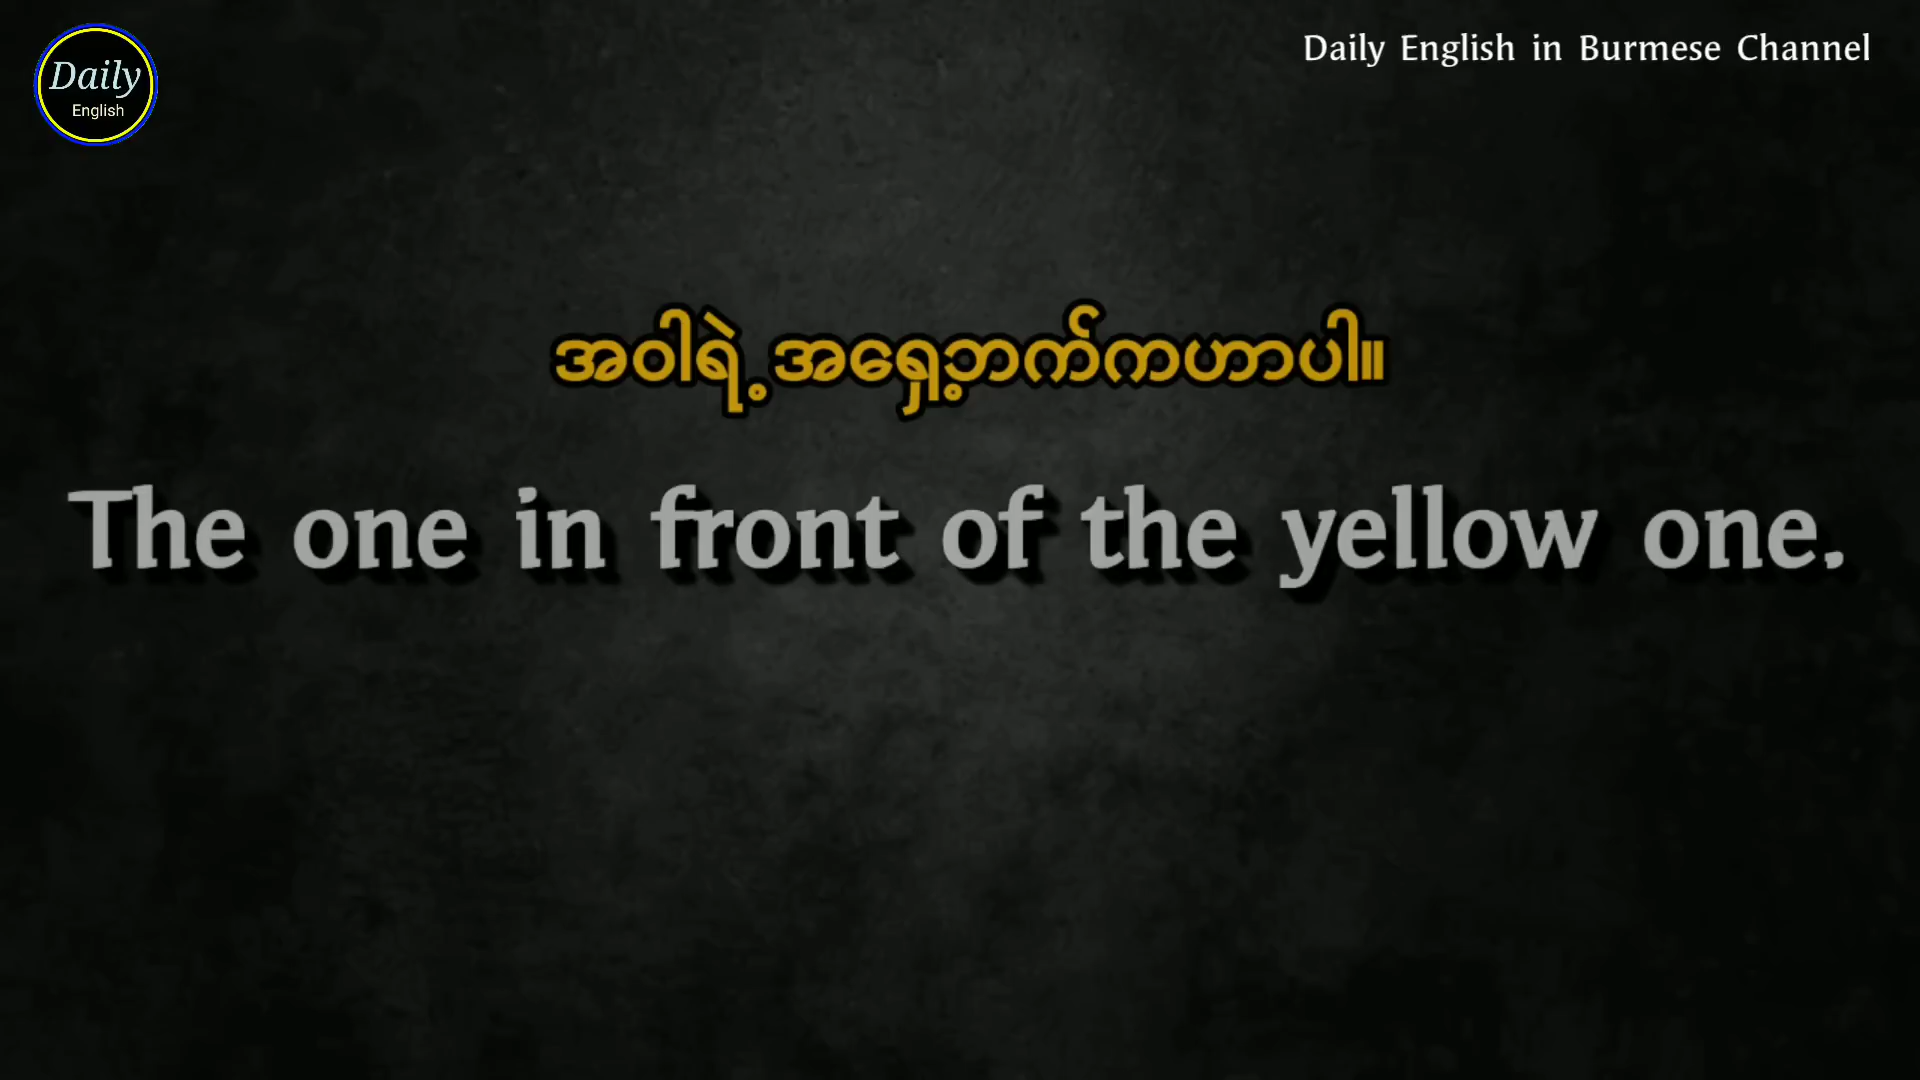 Daily
English
Daily English in Burmese Channel
အဝါရဲ့ အရှေ့ဘက်ကဟာပါ။
The one in front of the yellow one.